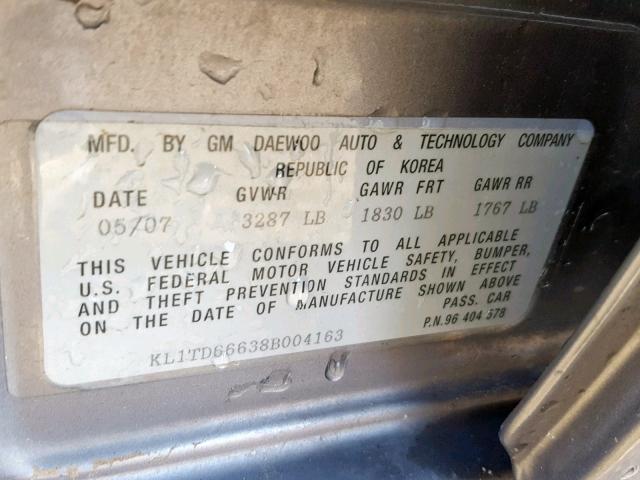 MFD. BY GM DAEWOO AUTO & TECHNOLOGY COMPANY
REPUBLIC OF KOREA
DATE GVWR GAWR FRT GAWR RR
05/07 3287 LB 1830 LB 1767 LB
THIS VEHICLE CONFORMS TO ALL APPLICABLE
U.S. FEDERAL MOTOR VEHICLE SAFETY, BUMPER,
AND THEFT PREVENTION STANDARDS IN EFFECT
ON THE DATE OF MANUFACTURE SHOWN ABOVE
PASS. CAR
P.N.96 404 578
KL1TD66638B004163